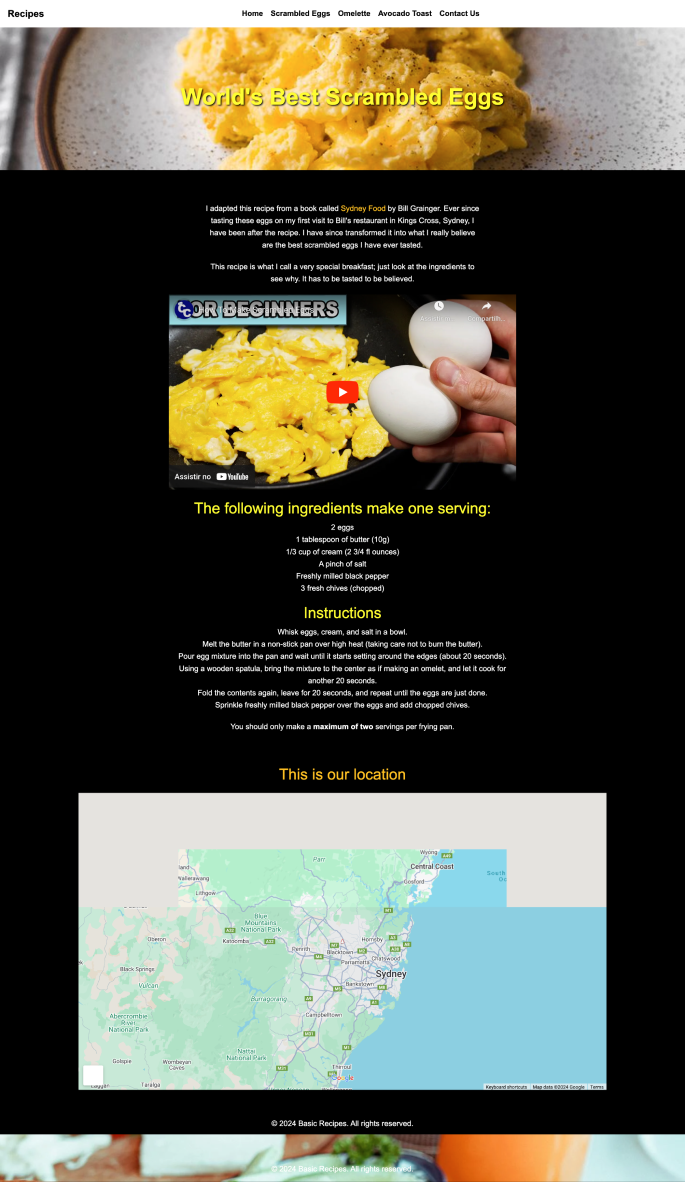 Recipes
Home Scrambled Eggs Omelette Avocado Toast Contact Us
World's Best Scrambled Eggs
I adapted this recipe from a book called Sydney Food by Bill Grainger. Ever since
tasting these eggs on my first visit to Bill's restaurant in Kings Cross, Sydney, I
have been after the recipe. I have since transformed it into what I really believe
are the best scrambled eggs I have ever tasted.
This recipe is what I call a very special breakfast; just look at the ingredients to
see why. It has to be tasted to be believed.
FOR BEGINNERS
Compartilh...
Assistir no YouTube
The following ingredients make one serving:
2 eggs
1 tablespoon of butter (10g)
1/3 cup of cream (2 3/4 fl ounces)
A pinch of salt
Freshly milled black pepper
3 fresh chives (chopped)
Instructions
Whisk eggs, cream, and salt in a bowl.
Melt the butter in a non-stick pan over high heat (taking care not to burn the butter).
Pour egg mixture into the pan and wait until it starts setting around the edges (about 20 seconds).
Using a wooden spatula, bring the mixture to the center as if making an omelet, and let it cook for
another 20 seconds.
Fold the contents again, leave for 20 seconds, and repeat until the eggs are just done.
Sprinkle freshly milled black pepper over the eggs and add chopped chives.
You should only make a maximum of two servings per frying pan.
This is our location
Wyong
Parr
Central Coast
Gosford
Lithgow
Blue
Mountains
National Park
Oberon
Katoomba
Hornsby
Penrith
Blacktown
Chatswood
Parramatta
Black Springs
Sydney
Vulcan
Bankstown
Burragorang
Campbelltown
Abercrombie
River
National Park
Nattai
National Park
Golspie
Wombeyan
Caves
Thirroul
Taralga
Google
Keyboard shortcuts Map data ©2024 Google Terms
© 2024 Basic Recipes. All rights reserved.
© 2024 Basic Recipes. All rights reserved.